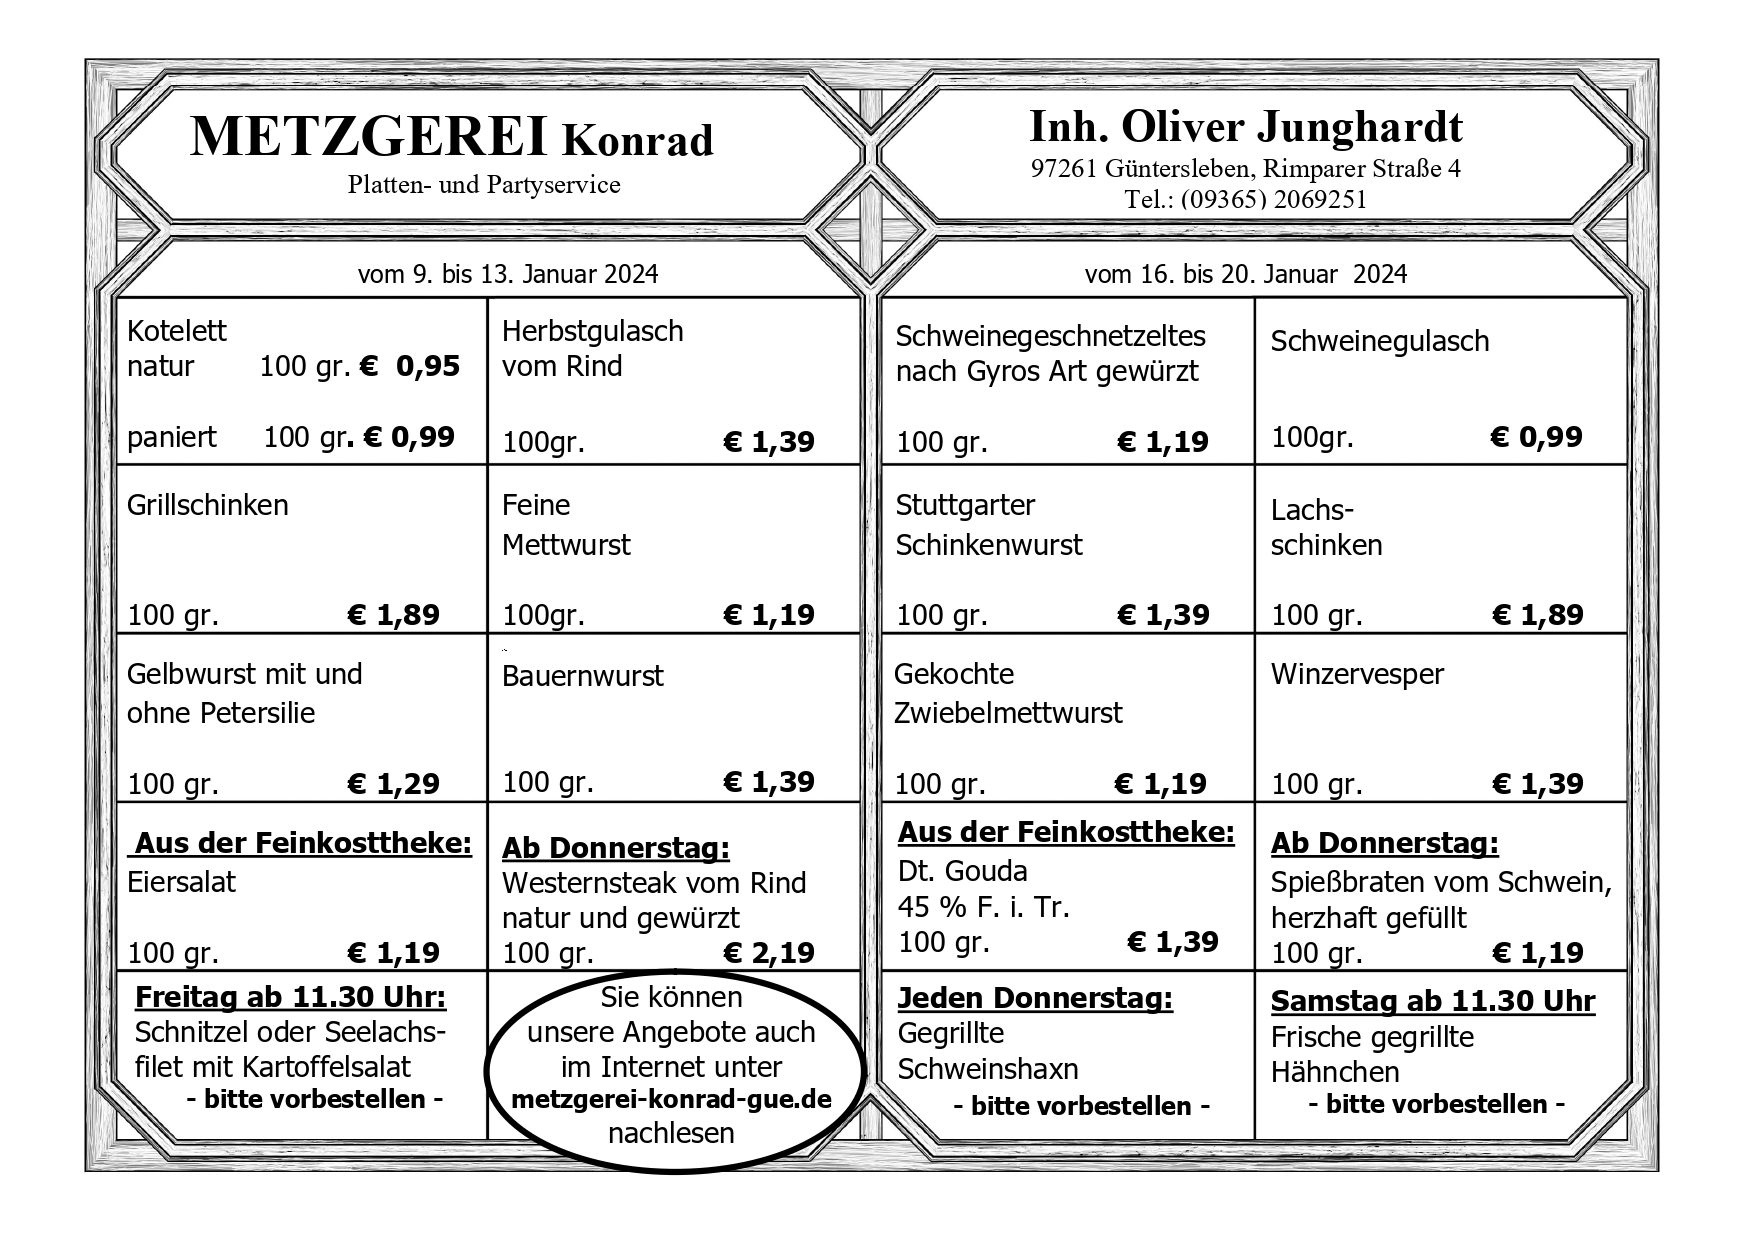 METZGEREI Konrad
Platten- und Partyservice
Inh. Oliver Junghardt
97261 Güntersleben, Rimparer Straße 4
Tel.: (09365) 2069251
vom 9. bis 13. Januar 2024
Kotelett
natur 100 gr. € 0,95
paniert 100 gr. € 0,99
Herbstgulasch
vom Rind
100gr. € 1,39
Grillschinken
100 gr. € 1,89
Feine
Mettwurst
100gr. € 1,19
Gelbwurst mit und
ohne Petersilie
100 gr. € 1,29
Bauernwurst
100 gr. € 1,39
Aus der Feinkosttheke:
Eiersalat
100 gr. € 1,19
Ab Donnerstag:
Westernsteak vom Rind
natur und gewürzt
100 gr. € 2,19
Freitag ab 11.30 Uhr:
Schnitzel oder Seelachs-
filet mit Kartoffelsalat
- bitte vorbestellen -
Sie können
unsere Angebote auch
im Internet unter
metzgerei-konrad-gue.de
nachlesen
vom 16. bis 20. Januar 2024
Schweinegeschnetzeltes
nach Gyros Art gewürzt
100 gr. € 1,19
Schweinegulasch
100gr. € 0,99
Stuttgarter
Schinkenwurst
100 gr. € 1,39
Lachs-
schinken
100 gr. € 1,89
Gekochte
Zwiebelmettwurst
100 gr. € 1,19
Winzervesper
100 gr. € 1,39
Aus der Feinkosttheke:
Dt. Gouda
45 % F. i. Tr.
100 gr. € 1,39
Ab Donnerstag:
Spießbraten vom Schwein,
herzhaft gefüllt
100 gr. € 1,19
Jeden Donnerstag:
Gegrillte
Schweinshaxn
- bitte vorbestellen -
Samstag ab 11.30 Uhr
Frische gegrillte
Hähnchen
- bitte vorbestellen -